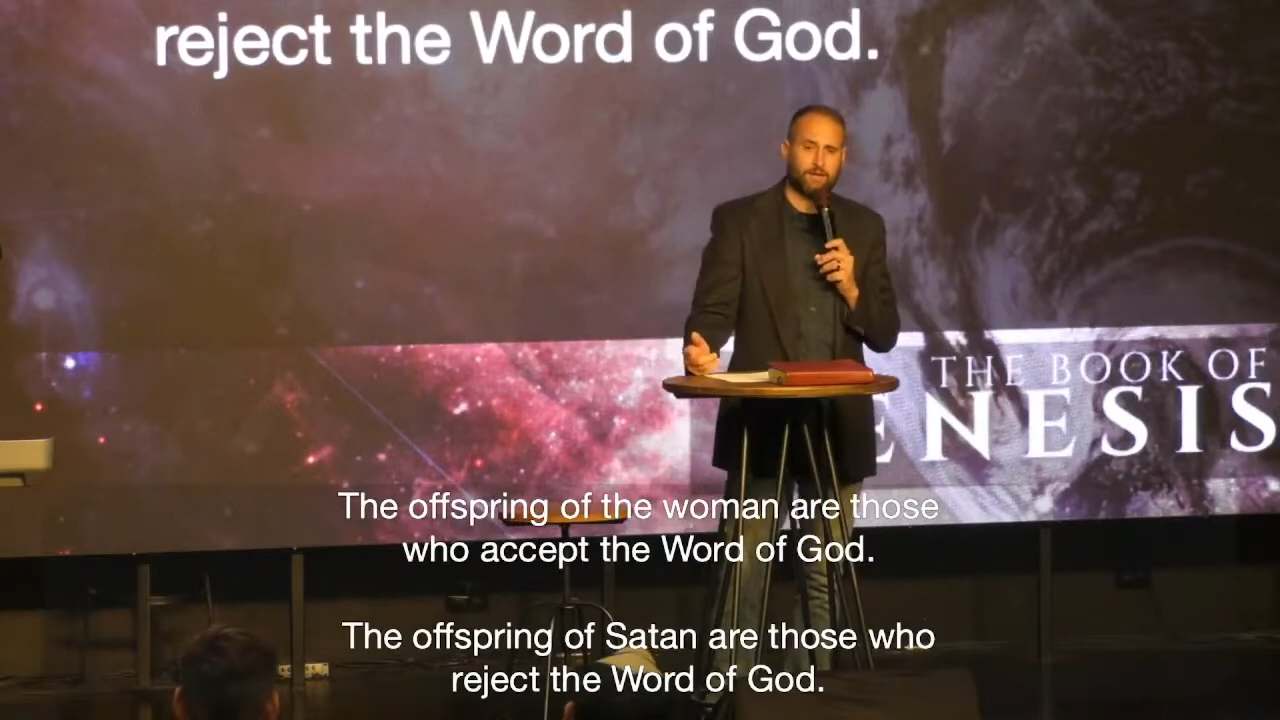 reject the Word of God.
THE BOOK OF
ENESIS
The offspring of the woman are those
who accept the Word of God.
The offspring of Satan are those who
reject the Word of God.